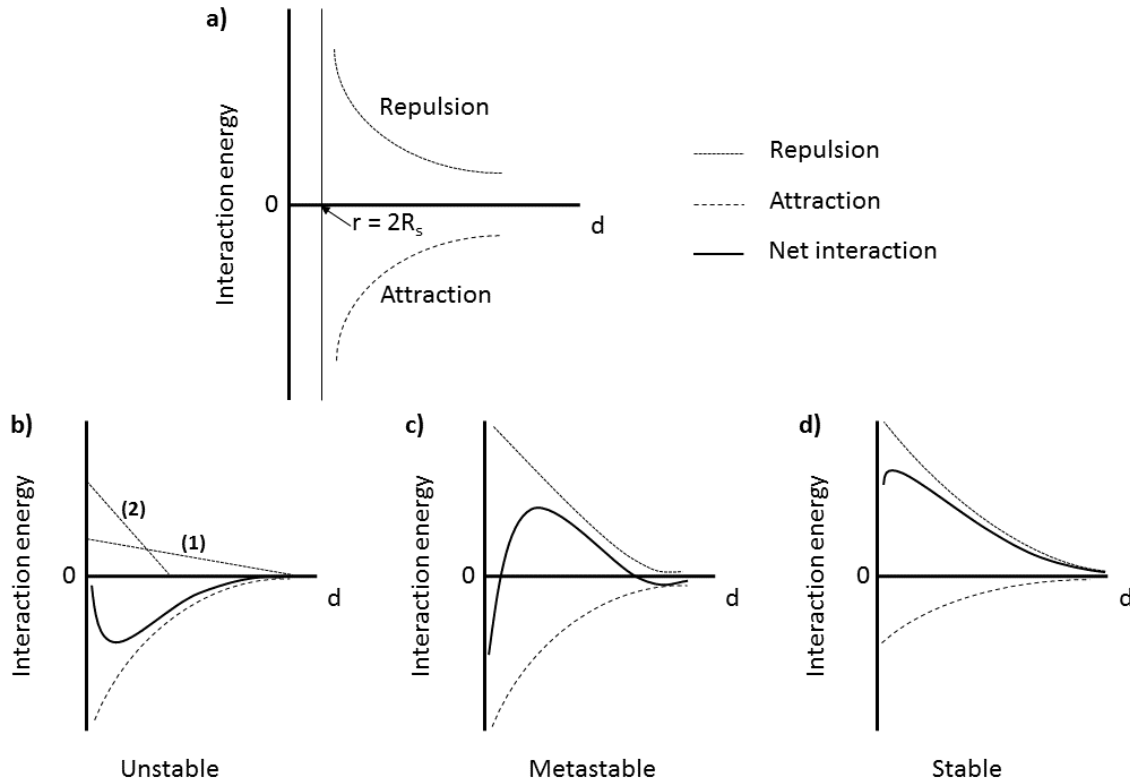 a)
Interaction energy
Repulsion
0
r = 2Rₛ
d
Attraction
Repulsion
Attraction
Net interaction
b)
Interaction energy
(2)
(1)
0
d
Unstable
c)
Interaction energy
0
d
Metastable
d)
Interaction energy
0
d
Stable